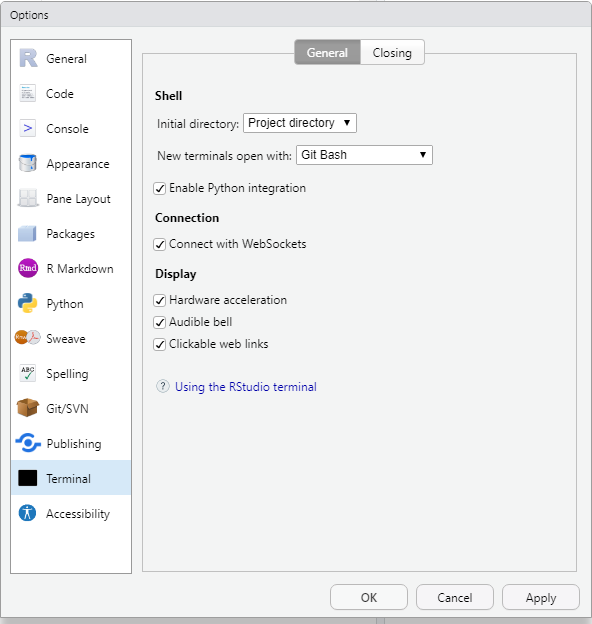 Options
General
Code
Console
Appearance
Pane Layout
Packages
Rmd R Markdown
Python
Sweave
ABC Spelling
Git/SVN
Publishing
Terminal
Accessibility
General Closing
Shell
Initial directory: Project directory
New terminals open with: Git Bash
Enable Python integration
Connection
Connect with WebSockets
Display
Hardware acceleration
Audible bell
Clickable web links
? Using the RStudio terminal
OK Cancel Apply